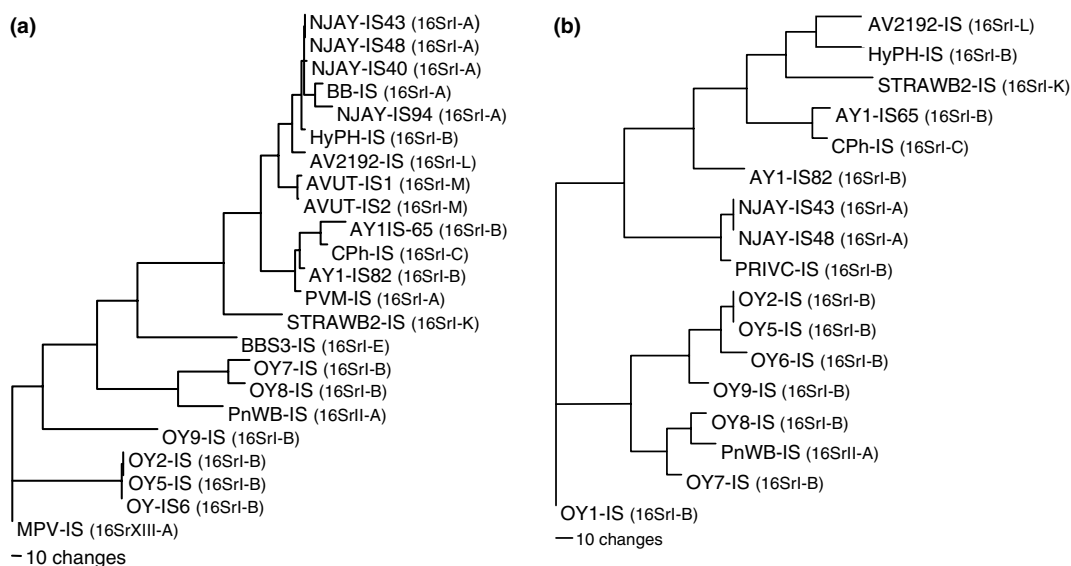 (a)
NJAY-IS43 (16SrI-A)
NJAY-IS48 (16SrI-A)
NJAY-IS40 (16SrI-A)
BB-IS (16SrI-A)
NJAY-IS94 (16SrI-A)
HyPH-IS (16SrI-B)
AV2192-IS (16SrI-L)
AVUT-IS1 (16SrI-M)
AVUT-IS2 (16SrI-M)
AY1IS-65 (16SrI-B)
CPh-IS (16SrI-C)
AY1-IS82 (16SrI-B)
PVM-IS (16SrI-A)
STRAWB2-IS (16SrI-K)
BBS3-IS (16SrI-E)
OY7-IS (16SrI-B)
OY8-IS (16SrI-B)
PnWB-IS (16SrII-A)
OY9-IS (16SrI-B)
OY2-IS (16SrI-B)
OY5-IS (16SrI-B)
OY-IS6 (16SrI-B)
MPV-IS (16SrXIII-A)
10 changes
(b)
AV2192-IS (16SrI-L)
HyPH-IS (16SrI-B)
STRAWB2-IS (16SrI-K)
AY1-IS65 (16SrI-B)
CPh-IS (16SrI-C)
AY1-IS82 (16SrI-B)
NJAY-IS43 (16SrI-A)
NJAY-IS48 (16SrI-A)
PRIVC-IS (16SrI-B)
OY2-IS (16SrI-B)
OY5-IS (16SrI-B)
OY6-IS (16SrI-B)
OY9-IS (16SrI-B)
OY8-IS (16SrI-B)
PnWB-IS (16SrII-A)
OY7-IS (16SrI-B)
OY1-IS (16SrI-B)
10 changes